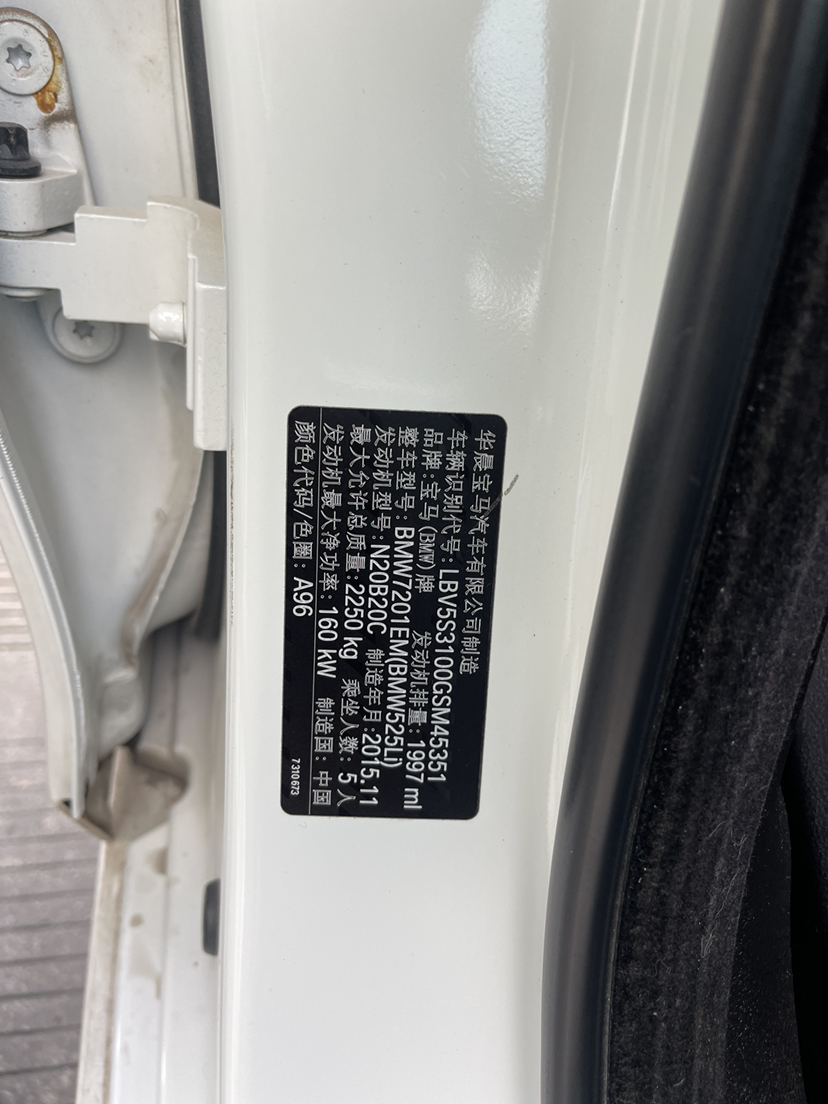 华晨宝马汽车有限公司制造
车辆识别代号:LBV5S3100GSM45351
品牌:宝马(BMW)牌 发动机排量:1997 ml
整车型号:BMW7201EM(BMW525Li)
发动机型号:N20B20C 制造年月:2015.11
最大允许总质量:2250 kg 乘坐人数:5人
发动机最大净功率:160 kW 制造国:中国
颜色代码/色圈:A96
7 310 673